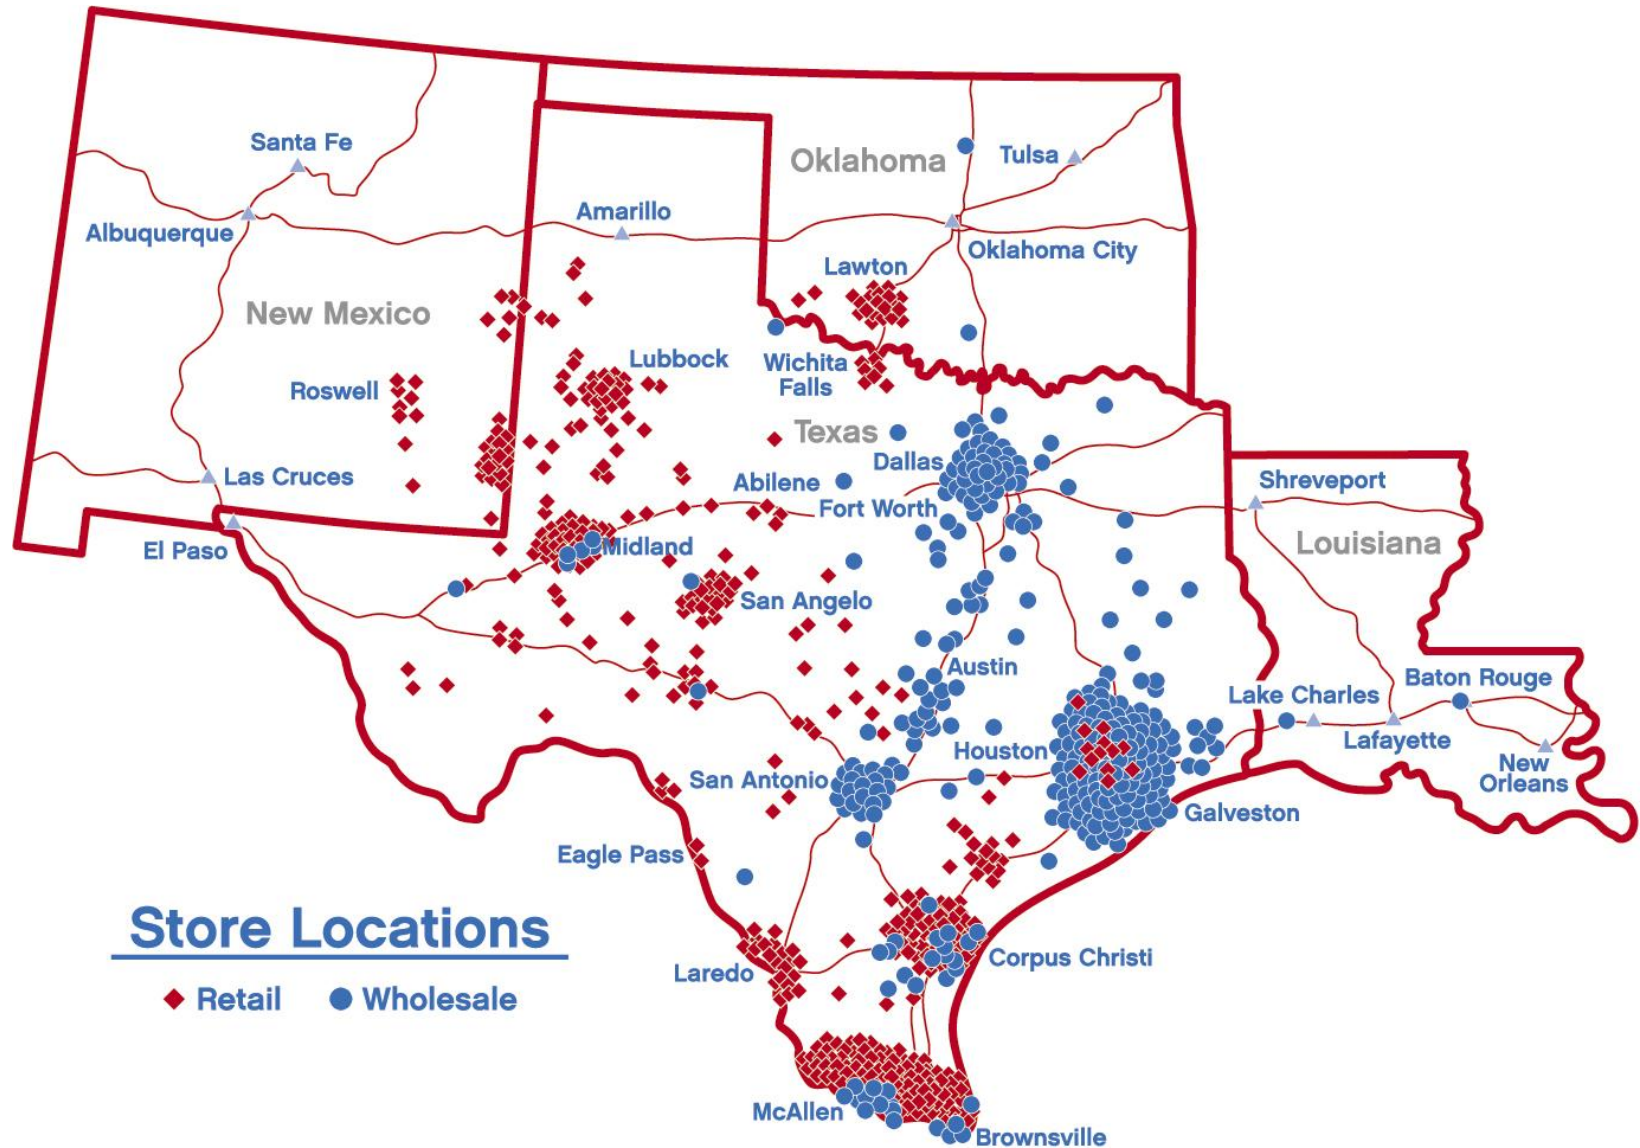 Santa Fe
Oklahoma
Tulsa
Amarillo
Albuquerque
Oklahoma City
Lawton
New Mexico
Lubbock
Wichita
Falls
Roswell
Texas
Dallas
Las Cruces
Abilene
Shreveport
Fort Worth
El Paso
Midland
Louisiana
San Angelo
Austin
Baton Rouge
Lake Charles
Lafayette
Houston
San Antonio
New
Orleans
Galveston
Eagle Pass
Store Locations
Corpus Christi
Laredo
Retail
Wholesale
McAllen
Brownsville